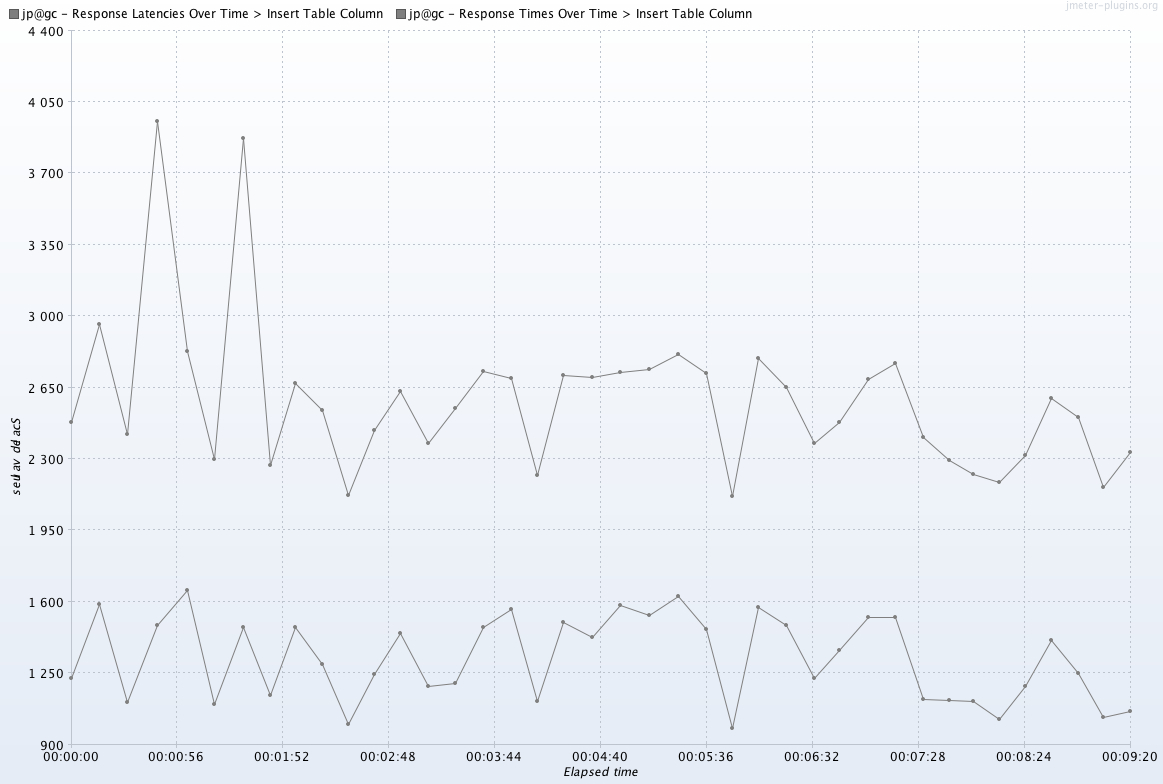 jp@gc - Response Latencies Over Time > Insert Table Column jp@gc - Response Times Over Time > Insert Table Column
jmeter-plugins.org
4 400
4 050
3 700
3 350
3 000
2 650
2 300
1 950
1 600
1 250
900
00:00:00 00:00:56 00:01:52 00:02:48 00:03:44 00:04:40 00:05:36 00:06:32 00:07:28 00:08:24 00:09:20
Elapsed time